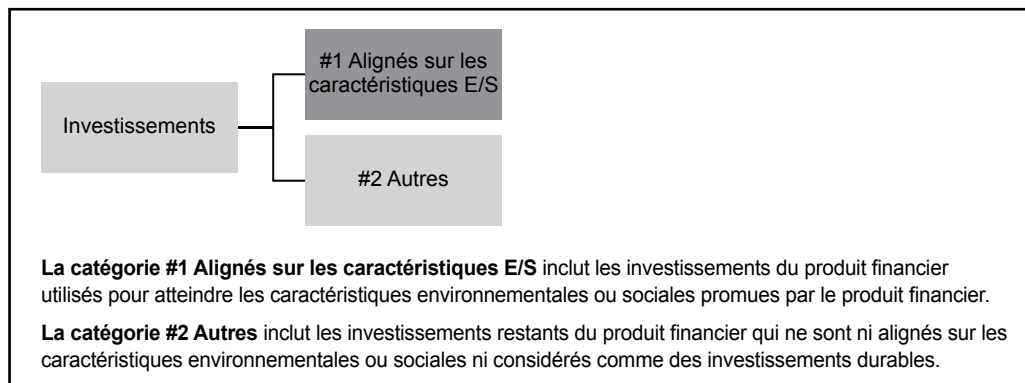 #1 Alignés sur les
caractéristiques E/S
Investissements
#2 Autres
La catégorie #1 Alignés sur les caractéristiques E/S inclut les investissements du produit financier
utilisés pour atteindre les caractéristiques environnementales ou sociales promues par le produit financier.
La catégorie #2 Autres inclut les investissements restants du produit financier qui ne sont ni alignés sur les
caractéristiques environnementales ou sociales ni considérés comme des investissements durables.